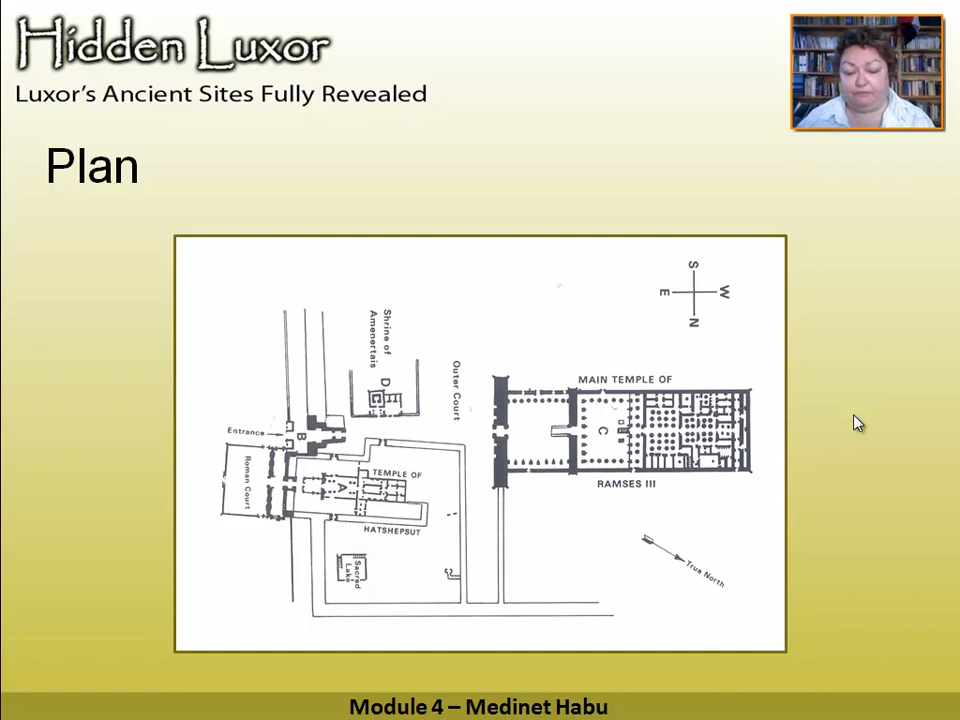 Hidden Luxor
Luxor's Ancient Sites Fully Revealed
Plan
S
E
W
N
Shrine of
Amenertais
D
Outer Court
MAIN TEMPLE OF
C
RAMSES III
Entrance
B
Roman Court
TEMPLE OF
A
HATSHEPSUT
Sacred
Lake
True North
Module 4 – Medinet Habu